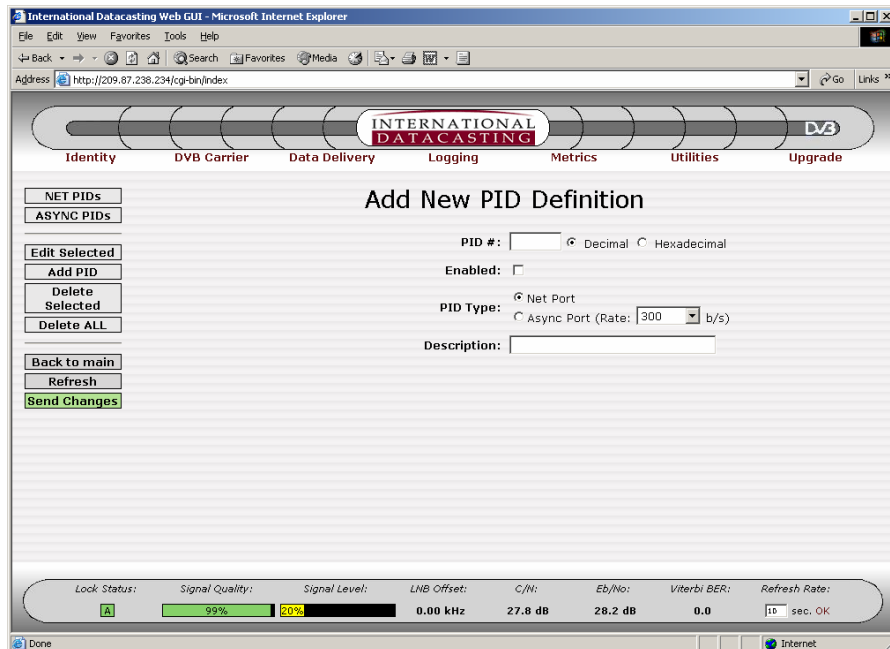 International Datacasting Web GUI - Microsoft Internet Explorer
File Edit View Favorites Tools Help
Back Search Favorites Media
Address http://209.87.238.234/cgi-bin/index Go Links »
INTERNATIONAL
DATACASTING
DVB
Identity DVB Carrier Data Delivery Logging Metrics Utilities Upgrade
NET PIDs
ASYNC PIDs
Edit Selected
Add PID
Delete
Selected
Delete ALL
Back to main
Refresh
Send Changes
Add New PID Definition
PID #: Decimal Hexadecimal
Enabled:
PID Type: Net Port
Async Port (Rate: 300 b/s)
Description:
Lock Status: Signal Quality: Signal Level: LNB Offset: C/N: Eb/No: Viterbi BER: Refresh Rate:
A 99% 20% 0.00 kHz 27.8 dB 28.2 dB 0.0 10 sec. OK
Done Internet